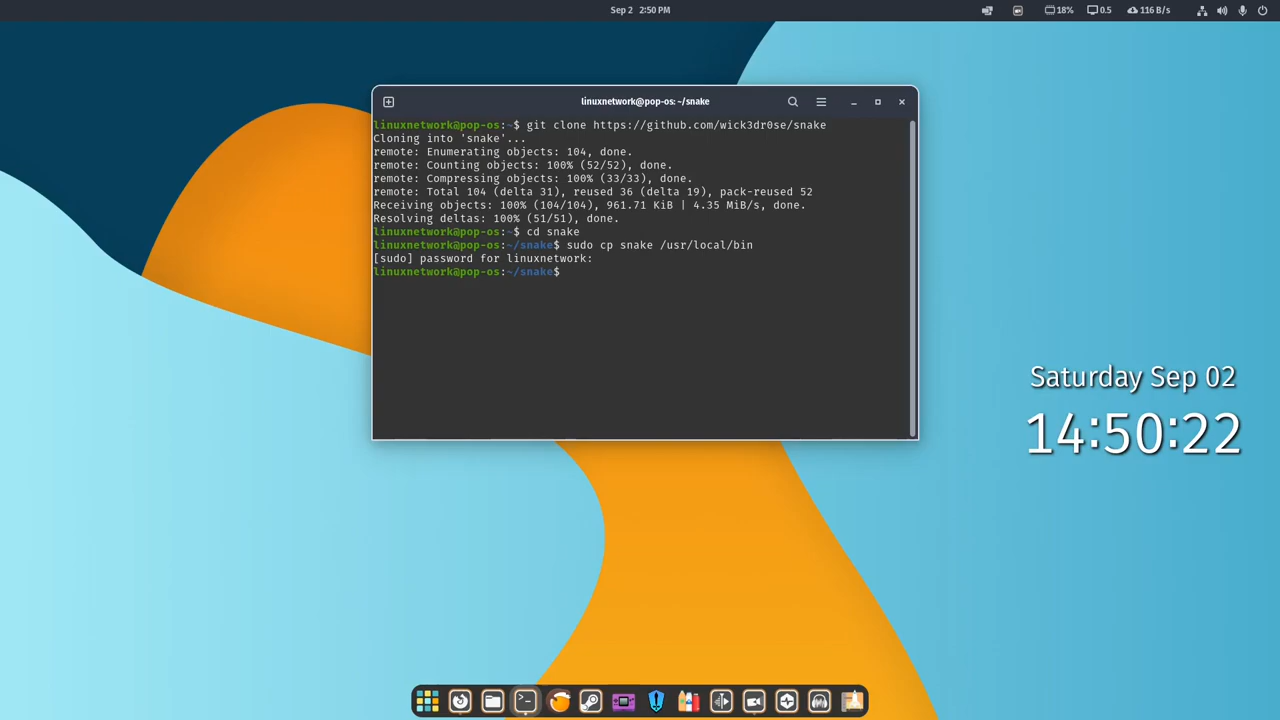 Sep 2 2:50 PM
18%
0.5
116 B/s
linuxnetwork@pop-os: ~/snake
linuxnetwork@pop-os:~$ git clone https://github.com/wick3dr0se/snake
Cloning into 'snake'...
remote: Enumerating objects: 104, done.
remote: Counting objects: 100% (52/52), done.
remote: Compressing objects: 100% (33/33), done.
remote: Total 104 (delta 31), reused 36 (delta 19), pack-reused 52
Receiving objects: 100% (104/104), 961.71 KiB | 4.35 MiB/s, done.
Resolving deltas: 100% (51/51), done.
linuxnetwork@pop-os:~$ cd snake
linuxnetwork@pop-os:~/snake$ sudo cp snake /usr/local/bin
[sudo] password for linuxnetwork:
linuxnetwork@pop-os:~/snake$
Saturday Sep 02
14:50:22